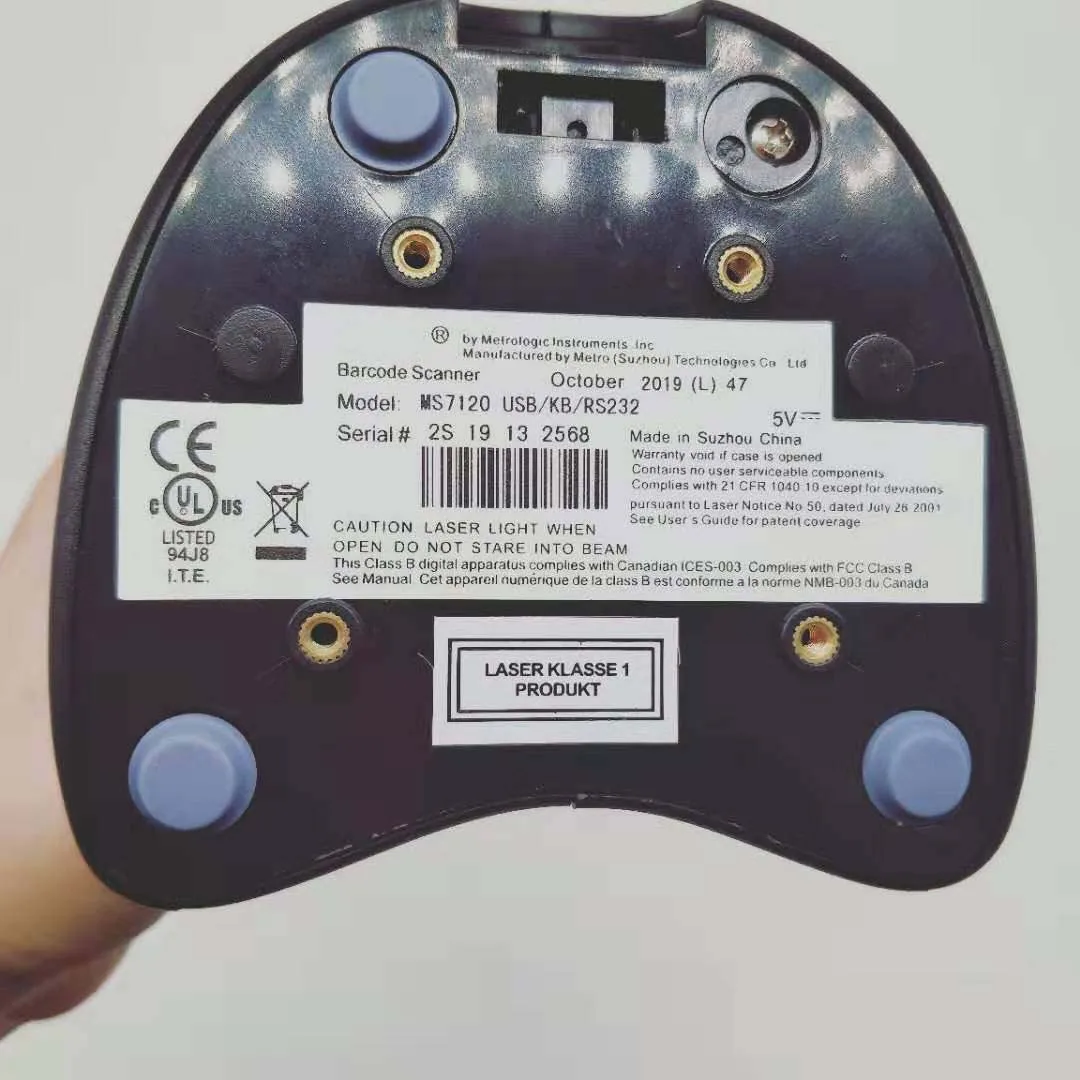 ® by Metrologic Instruments Inc
Manufactured by Metro (Suzhou) Technologies Co Ltd
Barcode Scanner October 2019 (L) 47
Model: MS7120 USB/KB/RS232
5V
Serial# 2S 19 13 2568
Made in Suzhou China
Warranty void if case is opened
Contains no user serviceable components
Complies with 21 CFR 1040 10 except for deviations
pursuant to Laser Notice No 50, dated July 26 2001
See User's Guide for patent coverage
CE
C UL US
LISTED
94J8
I.T.E.
CAUTION LASER LIGHT WHEN
OPEN DO NOT STARE INTO BEAM
This Class B digital apparatus complies with Canadian ICES-003 Complies with FCC Class B
See Manual Cet appareil numérique de la class B est conforme a la norme NMB-003 du Canada
LASER KLASSE 1
PRODUKT